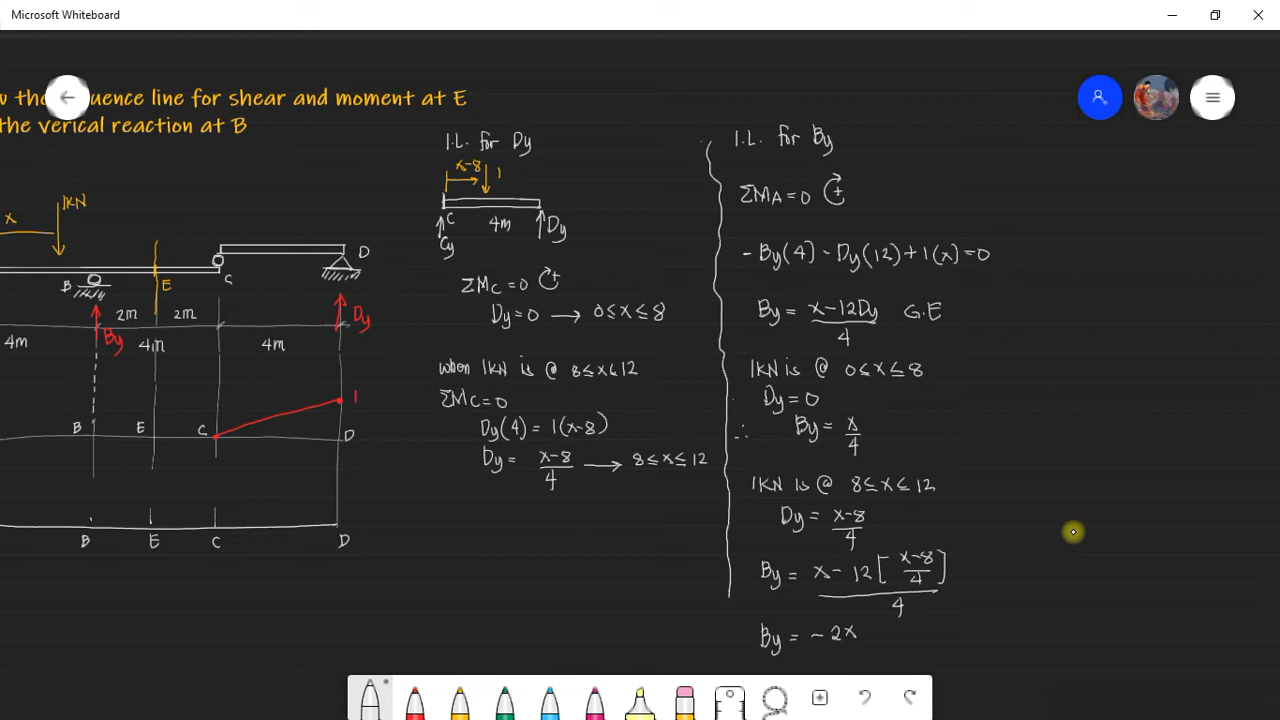 Microsoft Whiteboard
w the influence line for shear and moment at E
the verical reaction at B
x
1KN
B
E
C
D
2m
2m
By
Dy
4m
4m
4m
1
B
E
C
D
B
E
C
D
I.L. for Dy
x-8
1
C
4m
Cy
Dy
ΣMc=0
Dy=0 → 0≤x≤8
when 1KN is @ 8≤x≤12
ΣMc=0
Dy(4) = 1(x-8)
Dy = x-8/4 → 8≤x≤12
I.L. for By
ΣMA=0 +
- By(4) - Dy(12)+1(x)=0
By = x-12Dy/4 G.E
1KN is @ 0≤x≤8
Dy=0
∴ By = x/4
1KN is @ 8≤x≤12
Dy = x-8/4
By = x - 12[x-8/4]/4
By = - 2x